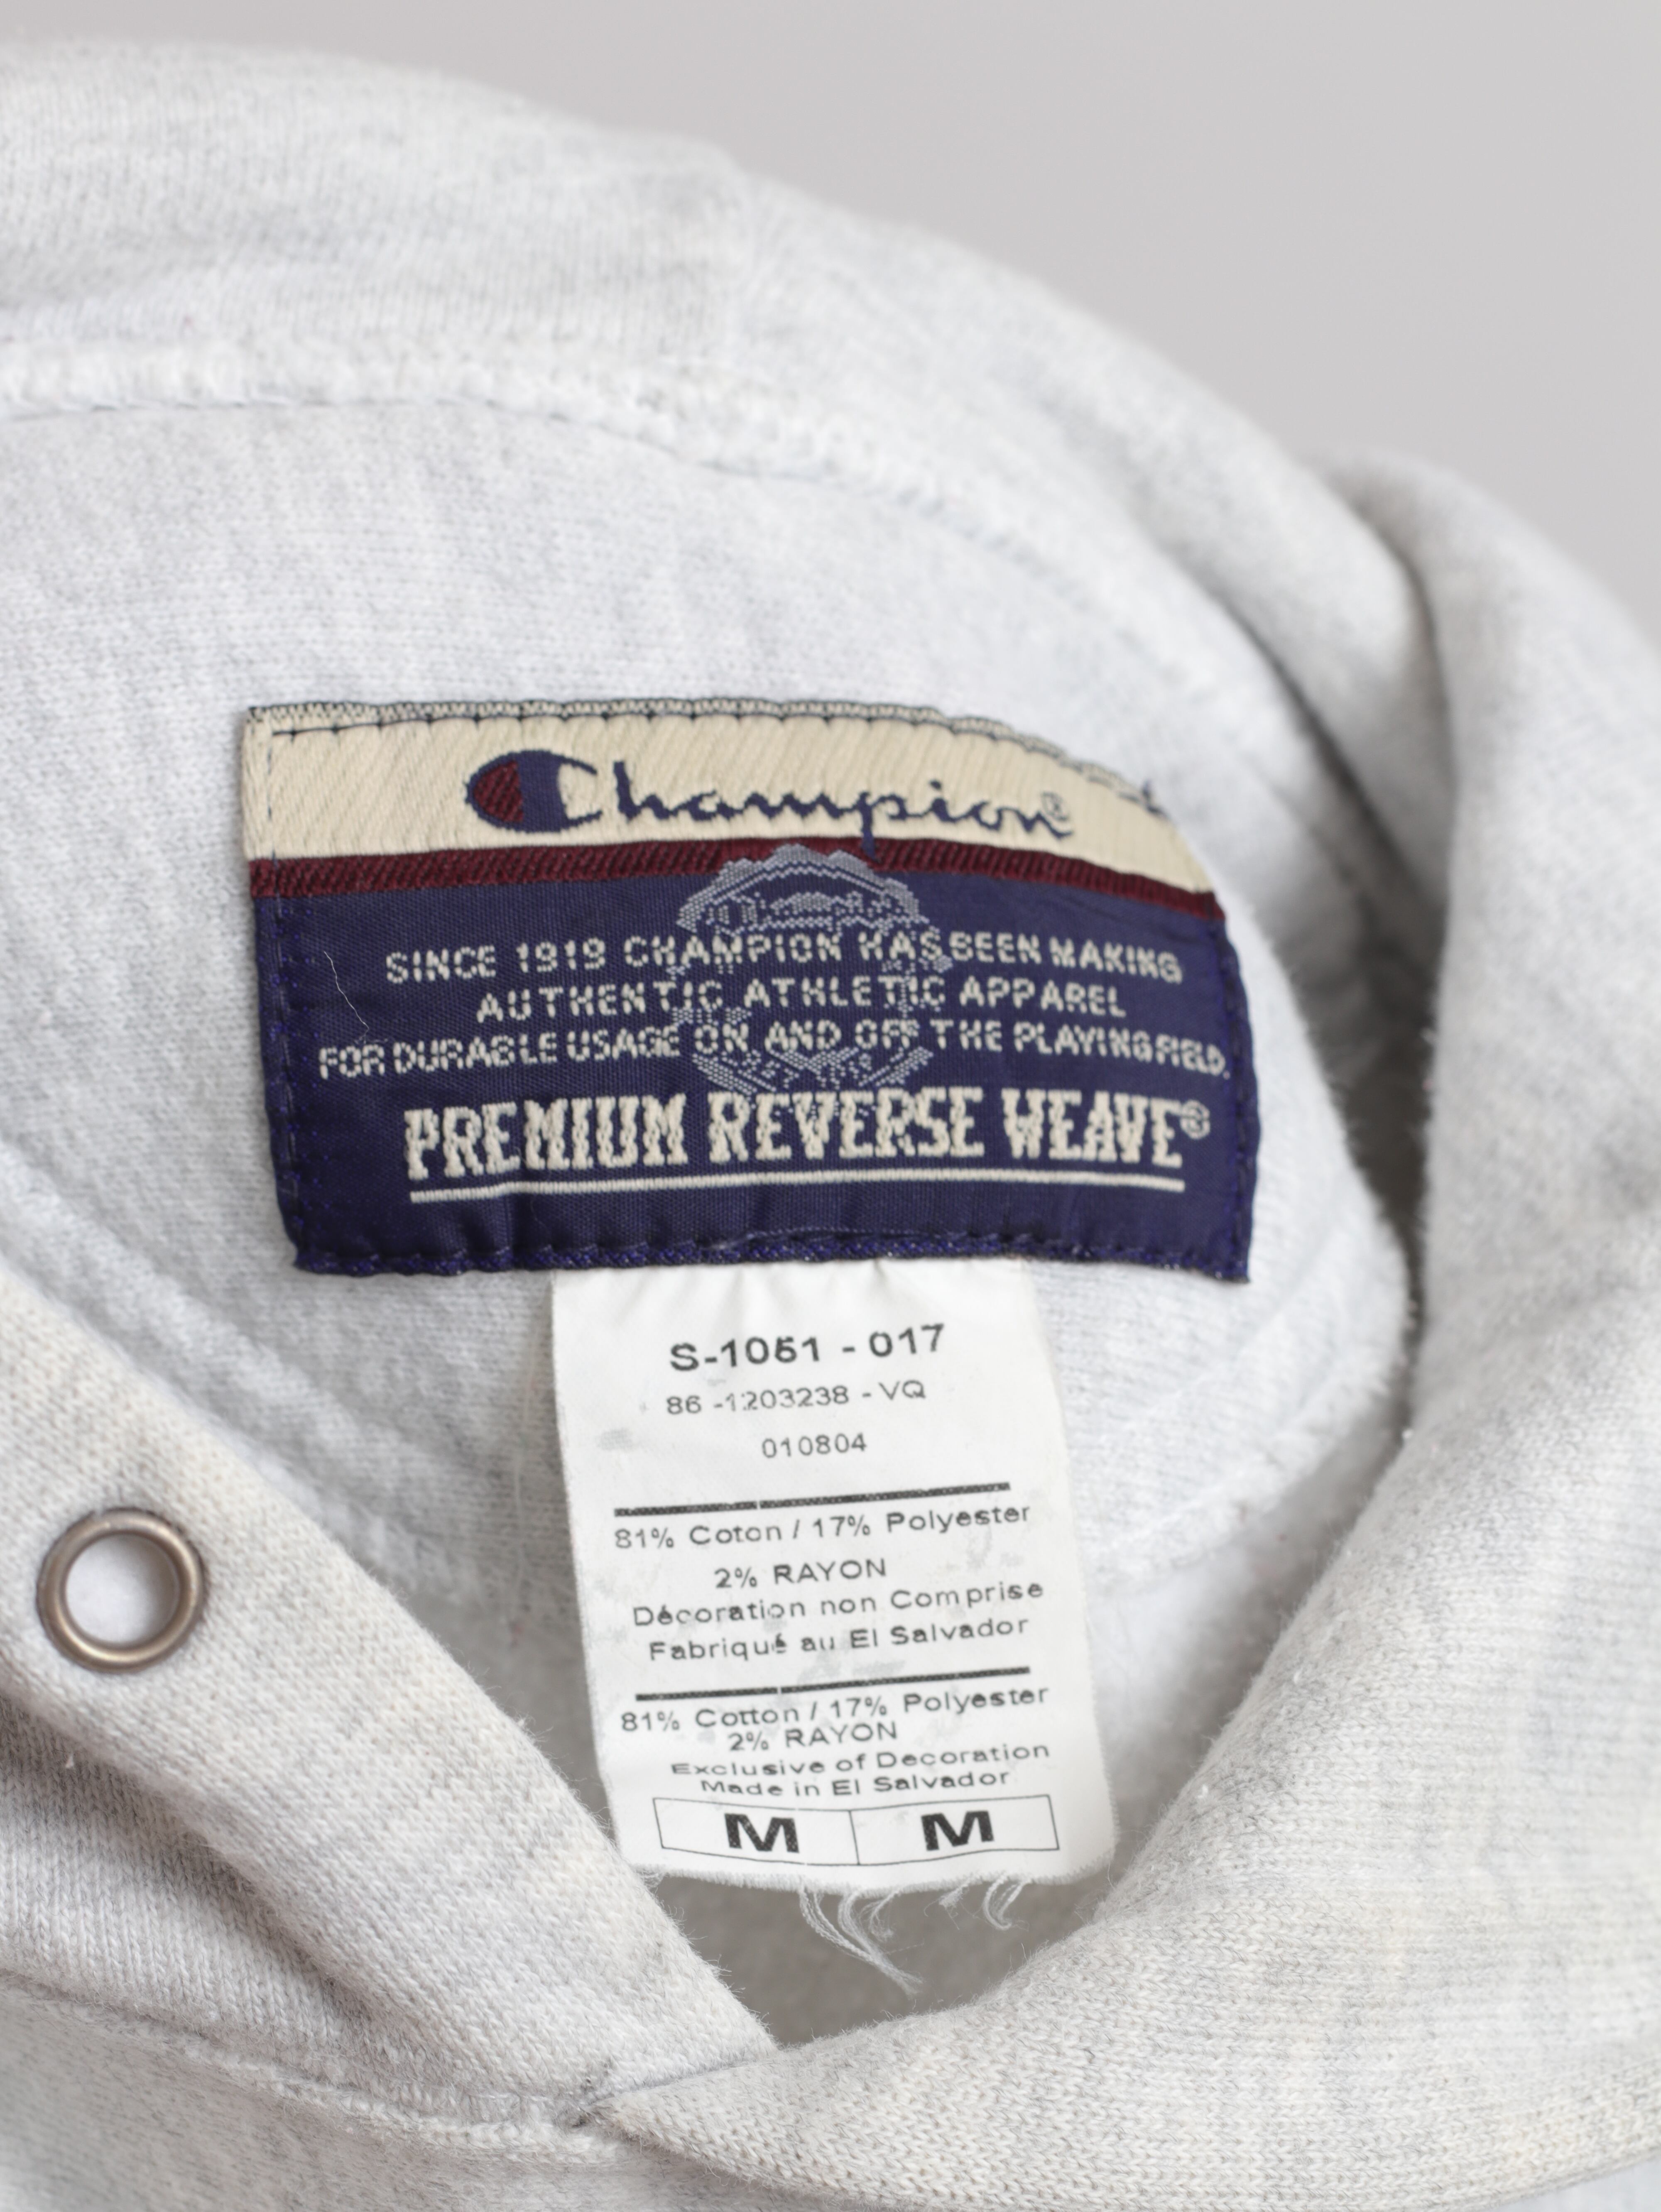 Champion®
SINCE 1919 CHAMPION HAS BEEN MAKING
AUTHENTIC ATHLETIC APPAREL
FOR DURABLE USAGE ON AND OFF THE PLAYING FIELD.
PREMIUM REVERSE WEAVE®
S-1051 - 017
86 -1203238 - VQ
010804
81% Coton / 17% Polyester
2% RAYON
Décoration non Comprise
Fabriqué au El Salvador
81% Cotton / 17% Polyester
2% RAYON
Exclusive of Decoration
Made in El Salvador
M M